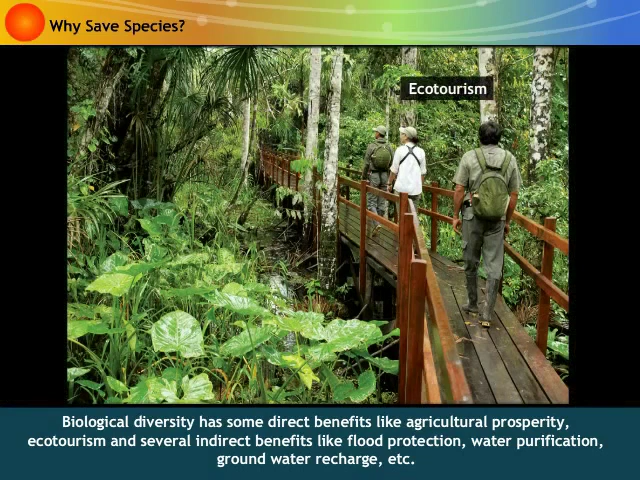 Why Save Species?
Ecotourism
Biological diversity has some direct benefits like agricultural prosperity,
ecotourism and several indirect benefits like flood protection, water purification,
ground water recharge, etc.